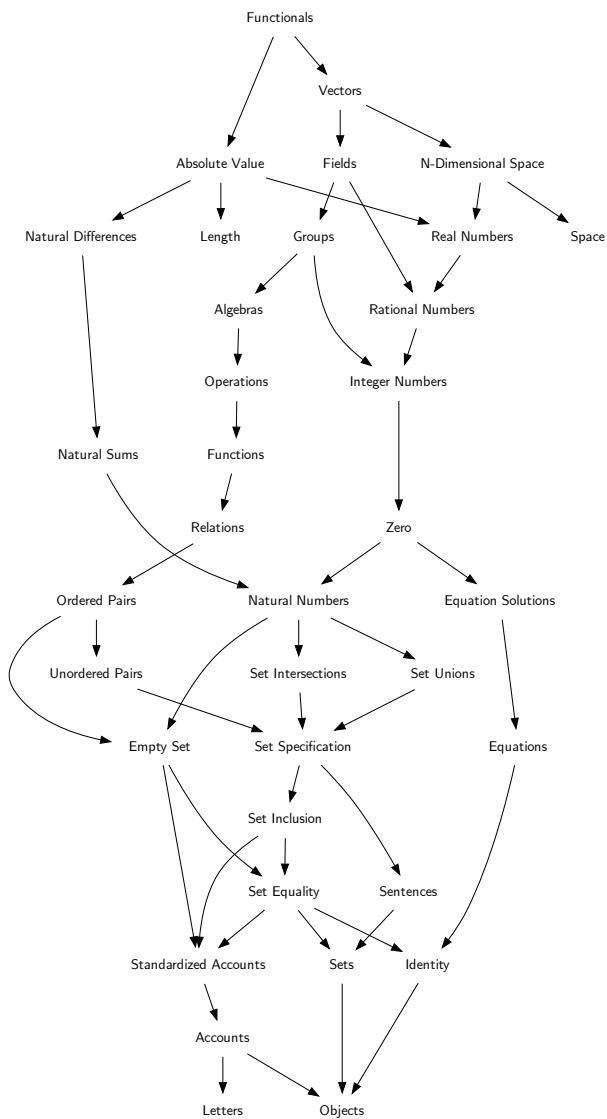 Functionals
Vectors
Absolute Value
Fields
N-Dimensional Space
Natural Differences
Length
Groups
Real Numbers
Space
Algebras
Rational Numbers
Operations
Integer Numbers
Natural Sums
Functions
Relations
Zero
Ordered Pairs
Natural Numbers
Equation Solutions
Unordered Pairs
Set Intersections
Set Unions
Empty Set
Set Specification
Equations
Set Inclusion
Set Equality
Sentences
Standardized Accounts
Sets
Identity
Accounts
Letters
Objects